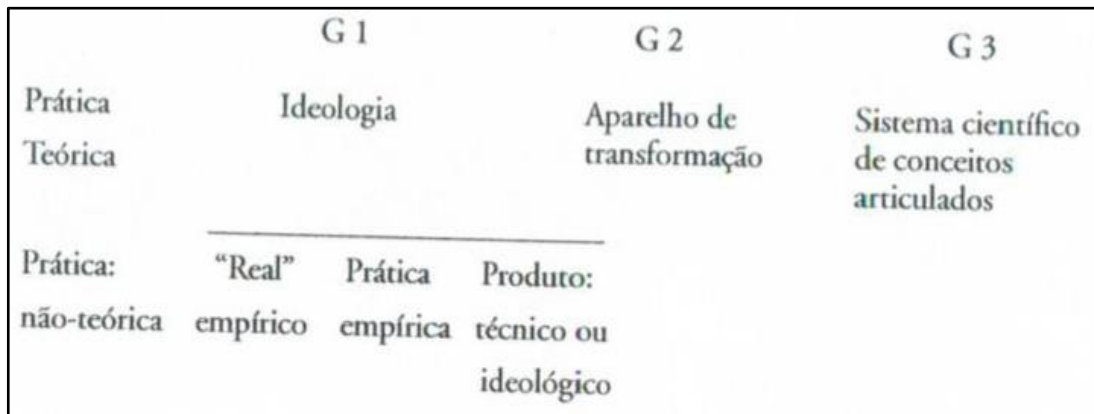 G 1 G 2 G 3
Prática Ideologia Aparelho de Sistema científico
Teórica transformação de conceitos
articulados
Prática: “Real” Prática Produto:
não-teórica empírico empírica técnico ou
ideológico